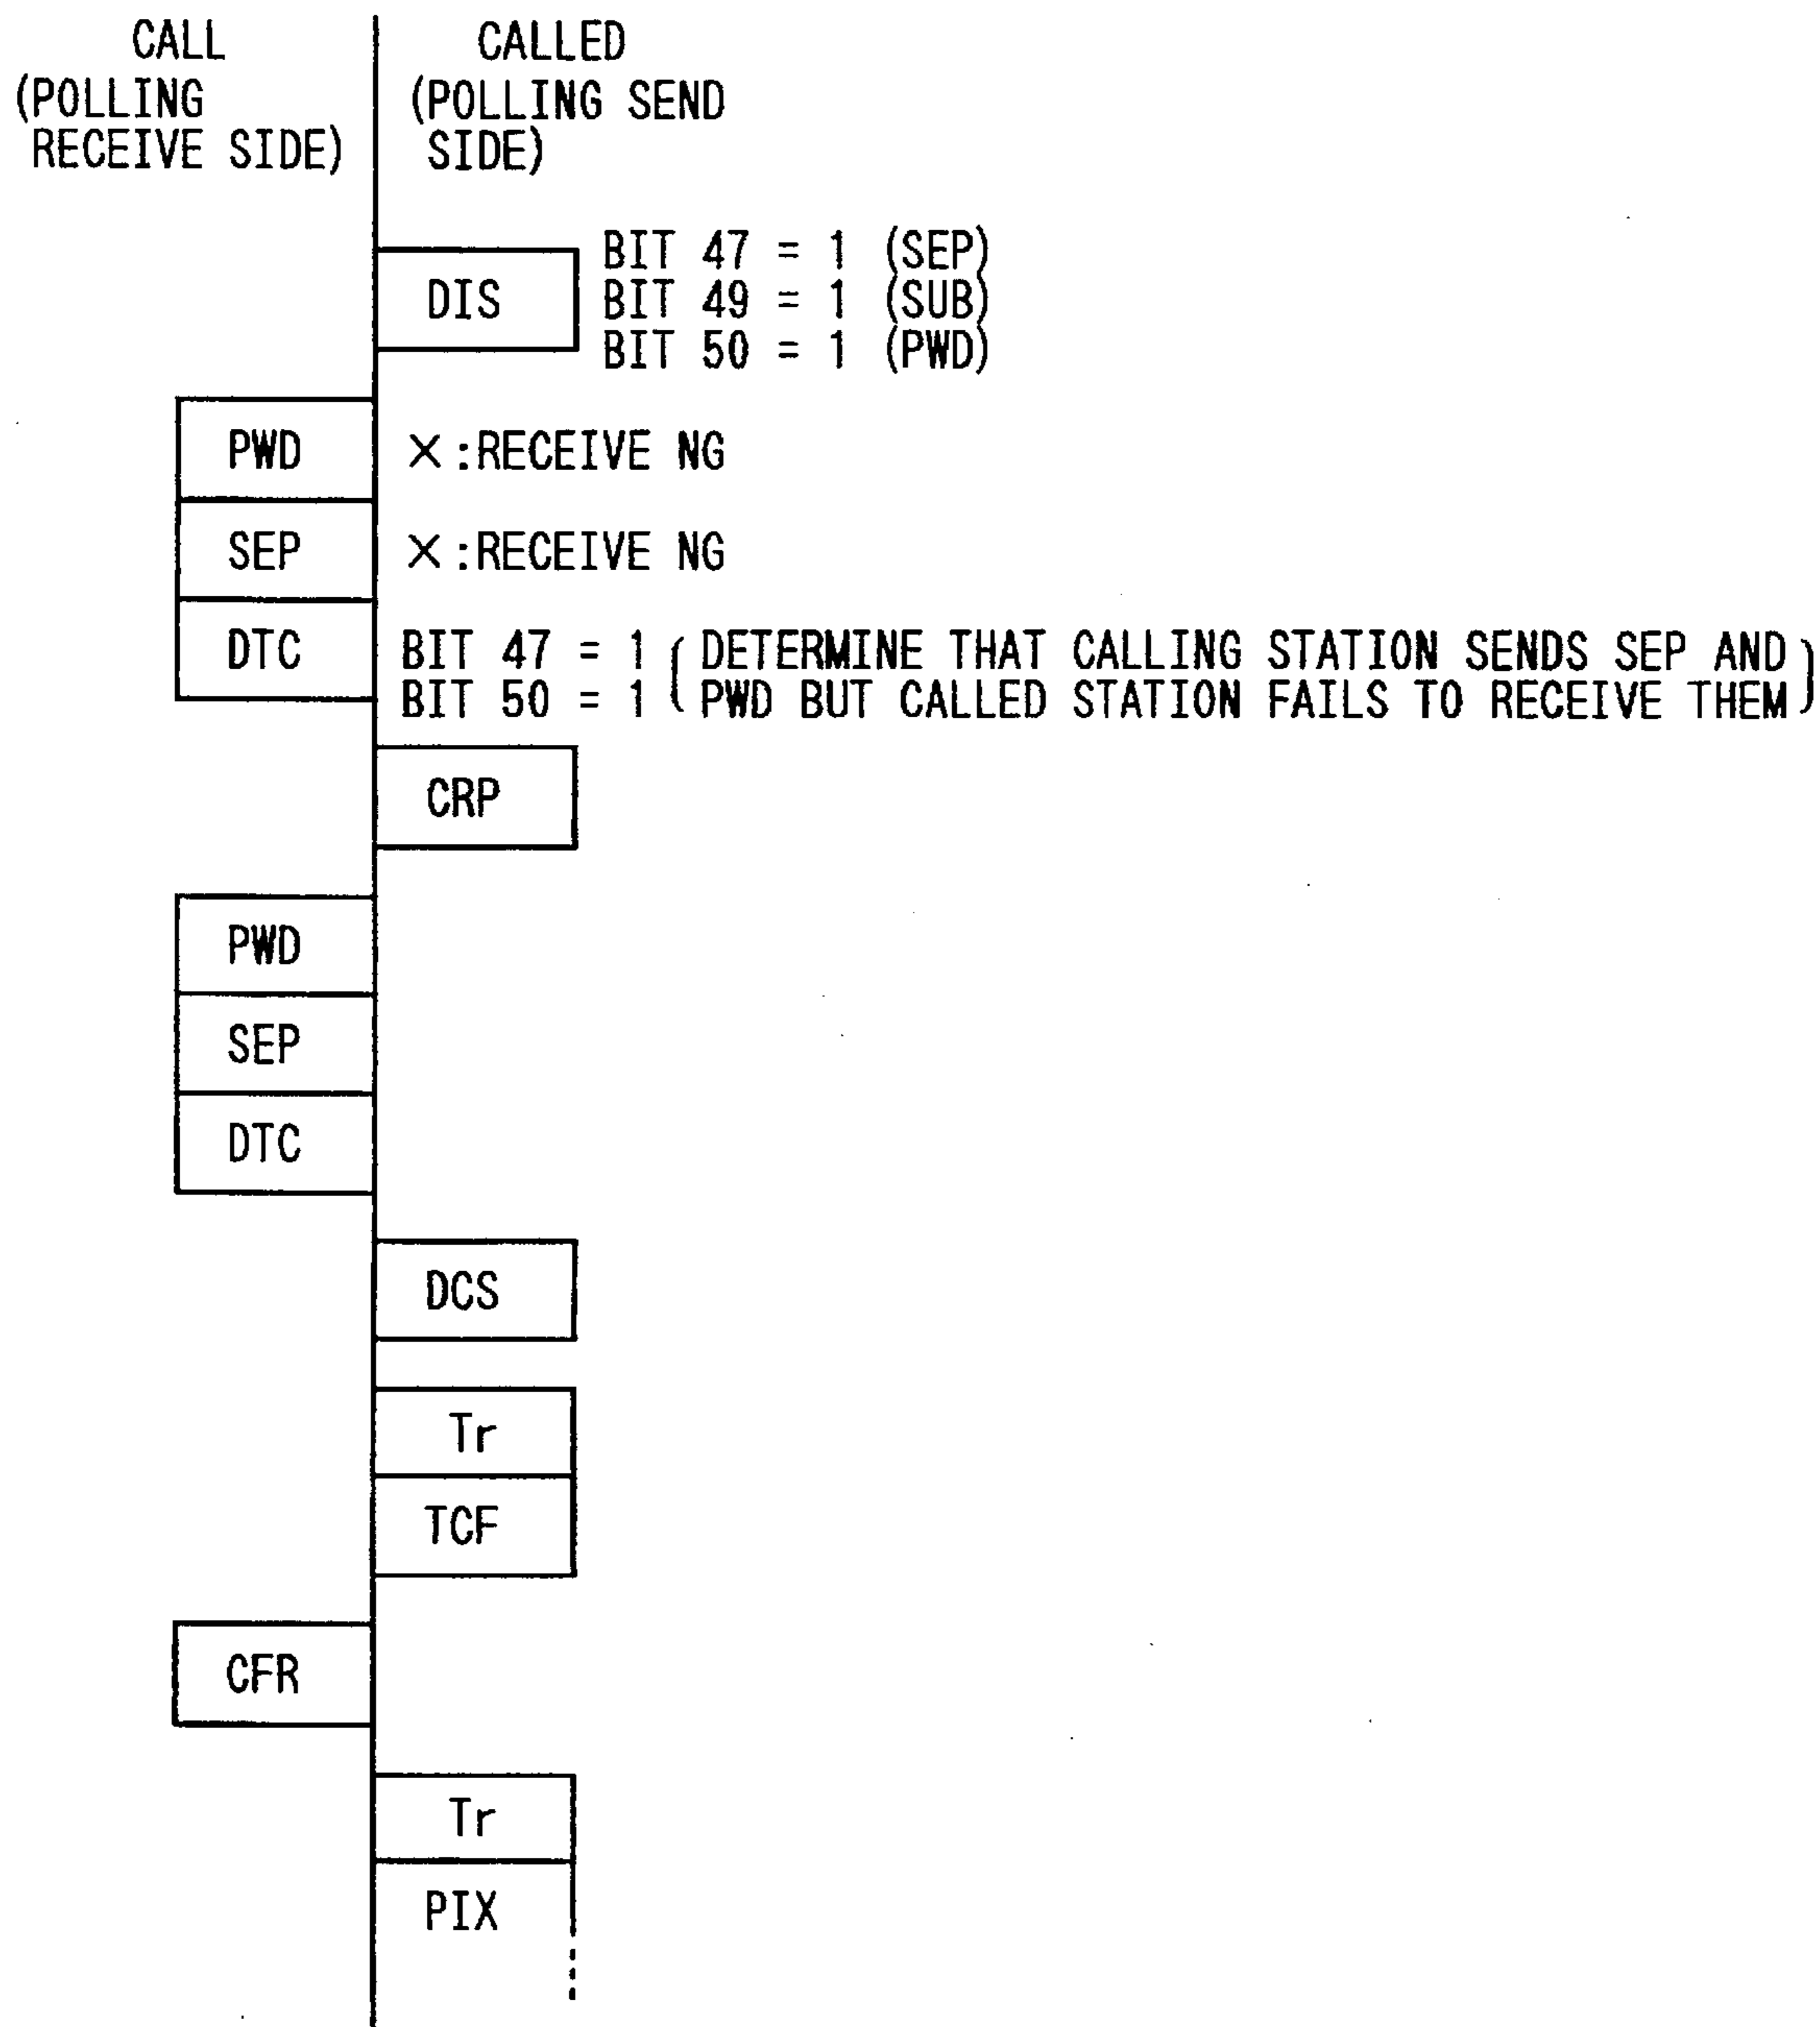 CALL
(POLLING
RECEIVE SIDE)
CALLED
(POLLING SEND
SIDE)
DIS
BIT 47 = 1 (SEP)
BIT 49 = 1 (SUB)
BIT 50 = 1 (PWD)
PWD
×:RECEIVE NG
SEP
×:RECEIVE NG
DTC
BIT 47 = 1 ( DETERMINE THAT CALLING STATION SENDS SEP AND
BIT 50 = 1 ( PWD BUT CALLED STATION FAILS TO RECEIVE THEM )
CRP
PWD
SEP
DTC
DCS
Tr
TCF
CFR
Tr
PIX